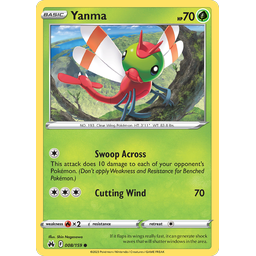 BASIC Yanma HP 70
NO. 193 Clear Wing Pokémon HT: 3'11" WT: 83.8 lbs.
Swoop Across
This attack does 10 damage to each of your opponent's
Pokémon. (Don't apply Weakness and Resistance for Benched
Pokémon.)
Cutting Wind 70
weakness ×2 resistance retreat
Illus. Shin Nagasawa
If it flaps its wings really fast, it can generate shock
waves that will shatter windows in the area.
008/159